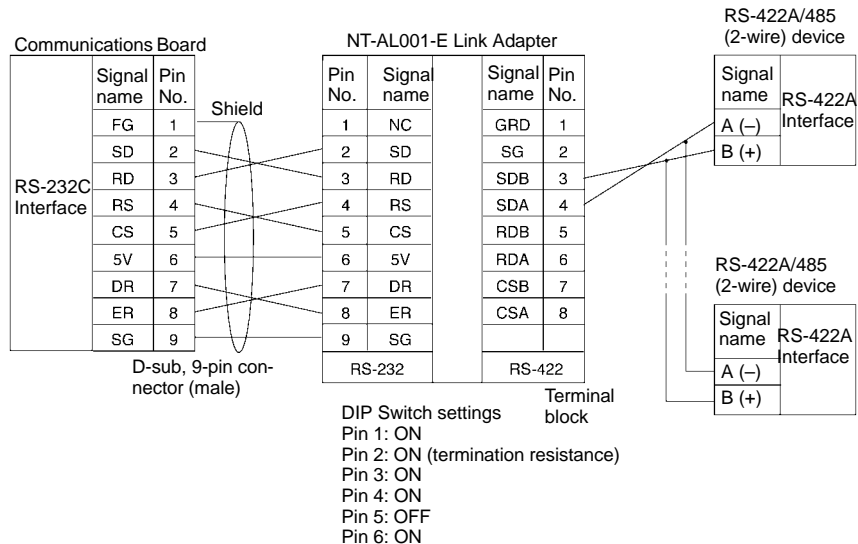 RS-422A/485
(2-wire) device
Communications Board
NT-AL001-E Link Adapter
Signal name Pin No.
Shield
Pin No. Signal name
Signal name Pin No.
Signal name RS-422A Interface
FG 1
1 NC
GRD 1
A (–)
SD 2
2 SD
SG 2
B (+)
RD 3
3 RD
SDB 3
RS-232C Interface
RS 4
4 RS
SDA 4
CS 5
5 CS
RDB 5
5V 6
6 5V
RDA 6
RS-422A/485
(2-wire) device
DR 7
7 DR
CSB 7
ER 8
8 ER
CSA 8
Signal name RS-422A Interface
SG 9
9 SG
A (–)
B (+)
D-sub, 9-pin con-
nector (male)
RS-232
RS-422
Terminal
block
DIP Switch settings
Pin 1: ON
Pin 2: ON (termination resistance)
Pin 3: ON
Pin 4: ON
Pin 5: OFF
Pin 6: ON